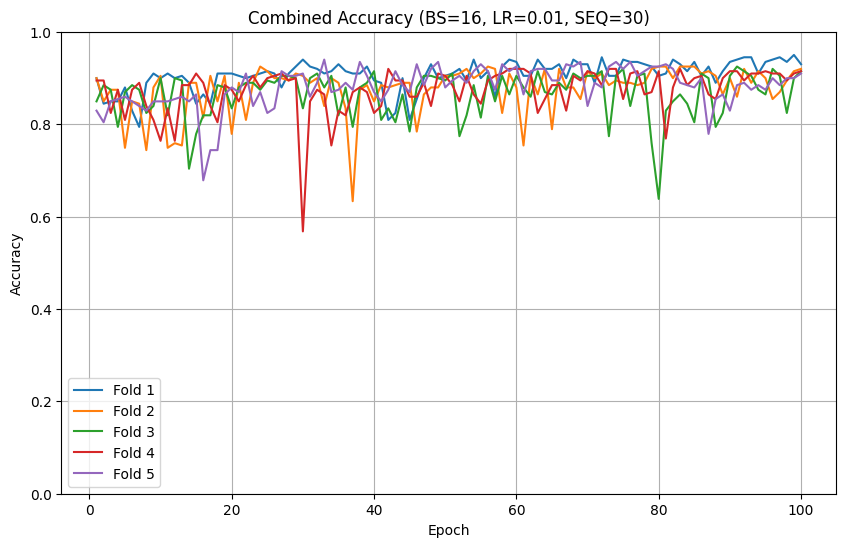 Combined Accuracy (BS=16, LR=0.01, SEQ=30)
1.0
0.8
0.6
0.4
0.2
0.0
Accuracy
Fold 1
Fold 2
Fold 3
Fold 4
Fold 5
0 20 40 60 80 100
Epoch